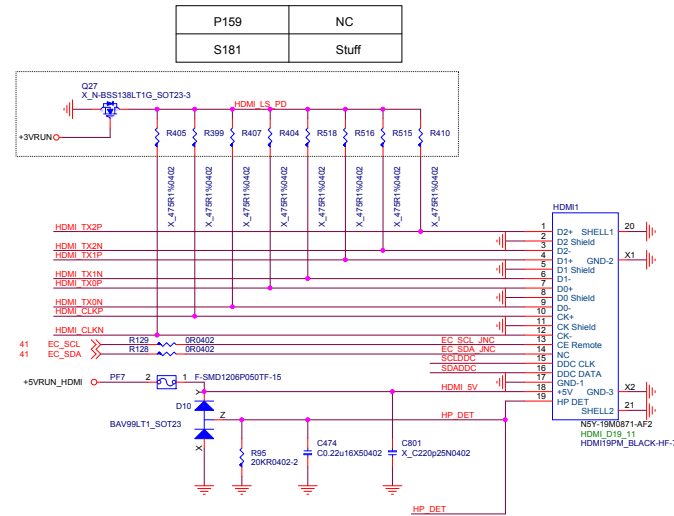 P159 NC
S181 Stuff
Q27
X_N-BSS138LT1G_SOT23-3
HDMI_LS_PD
+3VRUN
R405 R399 R407 R404 R518 R516 R515 R410
X_475R1%0402 X_475R1%0402 X_475R1%0402 X_475R1%0402 X_475R1%0402 X_475R1%0402 X_475R1%0402 X_475R1%0402
HDMI1
HDMI_TX2P
HDMI_TX2N
HDMI_TX1P
HDMI_TX1N
HDMI_TX0P
HDMI_TX0N
HDMI_CLKP
HDMI_CLKN
41 EC_SCL R129 0R0402 EC_SCL_JNC
41 EC_SDA R128 0R0402 EC_SDA_JNC
SCLDDC
SDADDC
1 D2+ SHELL1 20
2 D2 Shield
3 D2-
4 D1+ GND-2 X1
5 D1 Shield
6 D1-
7 D0+
8 D0 Shield
9 D0-
10 CK+
11 CK Shield
12 CK-
13 CE Remote
14 NC
15 DDC CLK
16 DDC DATA
17 GND-1
18 +5V GND-3 X2
19 HP DET
SHELL2 21
N5Y-19M0871-AF2
HDMI_D19_11
HDMI19PM_BLACK-HF-
+5VRUN_HDMI PF7 2 1 F-SMD1206P050TF-15
HDMI_5V
D10
Z
HP_DET
BAV99LT1_SOT23
X
R95
20KR0402-2
C474
C0.22u16X50402
C801
X_C220p25N0402
HP_DET